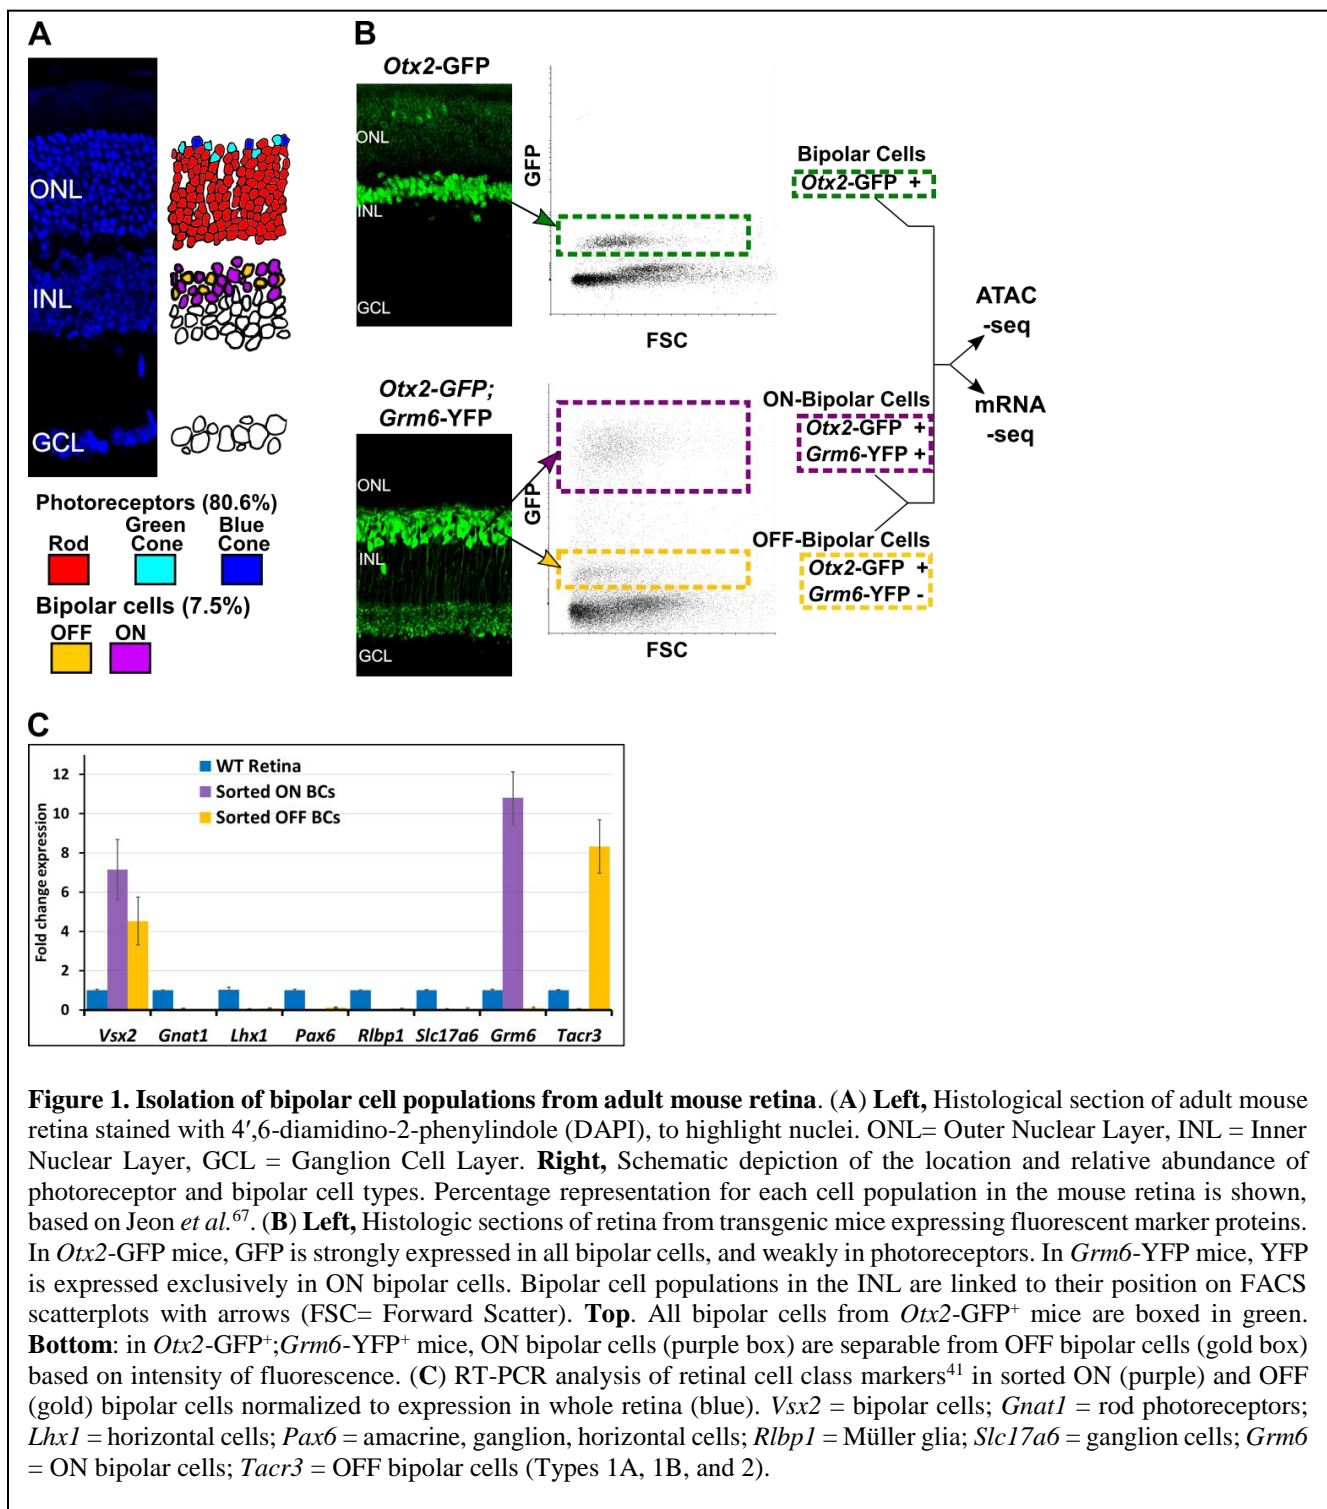 A
ONL
INL
GCL
Photoreceptors (80.6%)
Rod
Green Cone
Blue Cone
Bipolar cells (7.5%)
OFF
ON
B
Otx2-GFP
ONL
INL
GCL
GFP
FSC
Bipolar Cells
Otx2-GFP +
Otx2-GFP;
Grm6-YFP
ONL
INL
GCL
GFP
FSC
ON-Bipolar Cells
Otx2-GFP +
Grm6-YFP +
OFF-Bipolar Cells
Otx2-GFP +
Grm6-YFP -
ATAC
-seq
mRNA
-seq
C
WT Retina
Sorted ON BCs
Sorted OFF BCs
Fold change expression
12
10
8
6
4
2
0
Vsx2 Gnat1 Lhx1 Pax6 Rlbp1 Slc17a6 Grm6 Tacr3
Figure 1. Isolation of bipolar cell populations from adult mouse retina. (A) Left, Histological section of adult mouse
retina stained with 4′,6-diamidino-2-phenylindole (DAPI), to highlight nuclei. ONL= Outer Nuclear Layer, INL = Inner
Nuclear Layer, GCL = Ganglion Cell Layer. Right, Schematic depiction of the location and relative abundance of
photoreceptor and bipolar cell types. Percentage representation for each cell population in the mouse retina is shown,
based on Jeon et al.67. (B) Left, Histologic sections of retina from transgenic mice expressing fluorescent marker proteins.
In Otx2-GFP mice, GFP is strongly expressed in all bipolar cells, and weakly in photoreceptors. In Grm6-YFP mice, YFP
is expressed exclusively in ON bipolar cells. Bipolar cell populations in the INL are linked to their position on FACS
scatterplots with arrows (FSC= Forward Scatter). Top. All bipolar cells from Otx2-GFP+ mice are boxed in green.
Bottom: in Otx2-GFP+;Grm6-YFP+ mice, ON bipolar cells (purple box) are separable from OFF bipolar cells (gold box)
based on intensity of fluorescence. (C) RT-PCR analysis of retinal cell class markers41 in sorted ON (purple) and OFF
(gold) bipolar cells normalized to expression in whole retina (blue). Vsx2 = bipolar cells; Gnat1 = rod photoreceptors;
Lhx1 = horizontal cells; Pax6 = amacrine, ganglion, horizontal cells; Rlbp1 = Müller glia; Slc17a6 = ganglion cells; Grm6
= ON bipolar cells; Tacr3 = OFF bipolar cells (Types 1A, 1B, and 2).